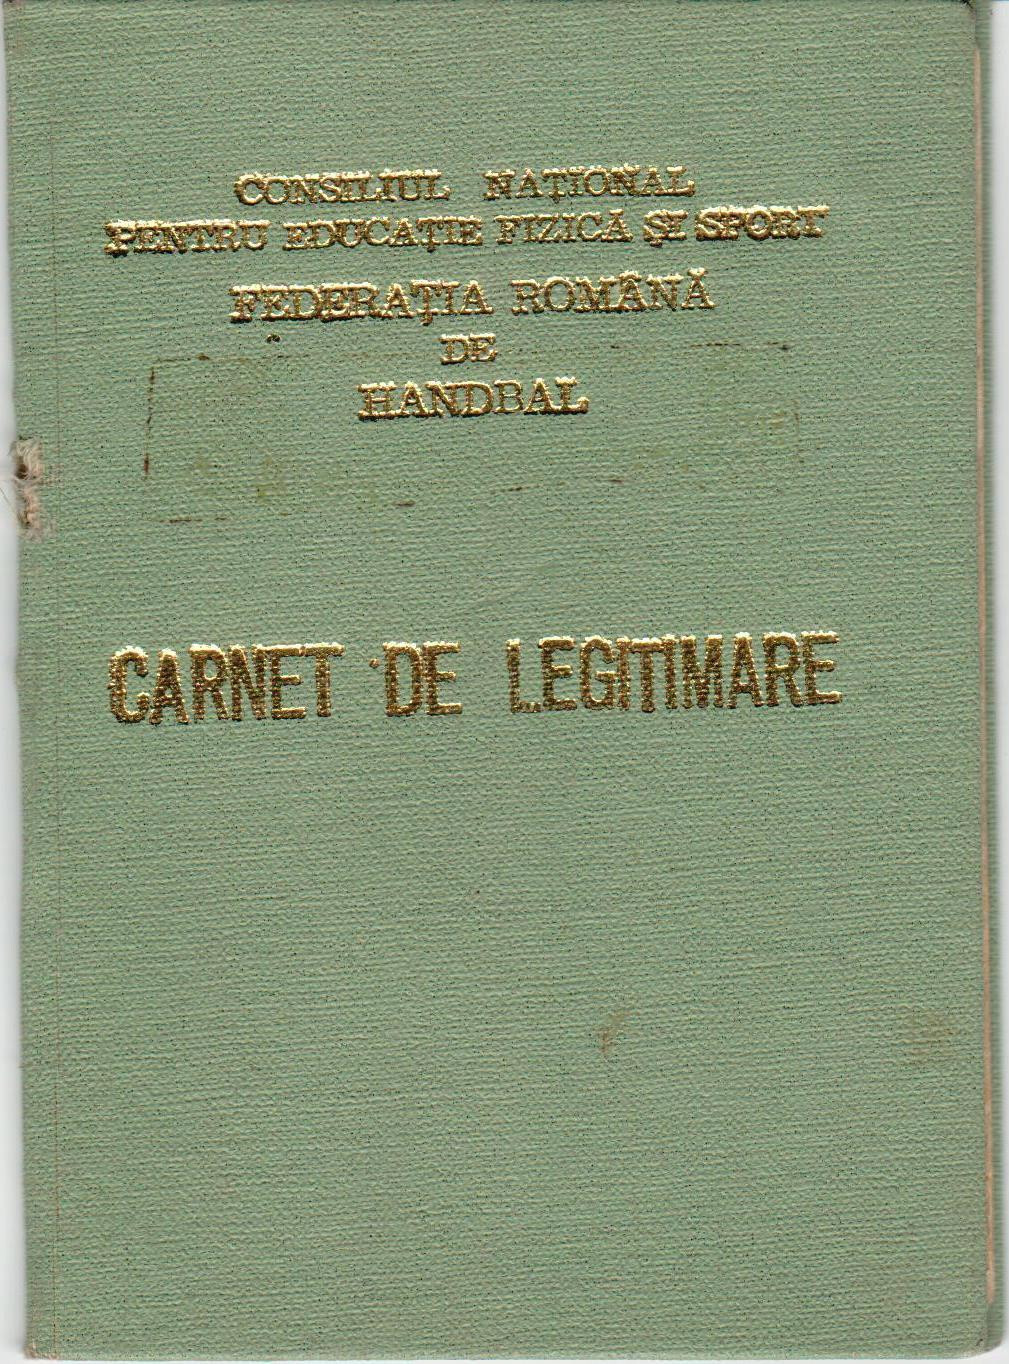 CONSILIUL NAȚIONAL
PENTRU EDUCAȚIE FIZICĂ ȘI SPORT
FEDERAȚIA ROMÂNĂ
DE
HANDBAL
CARNET DE LEGITIMARE